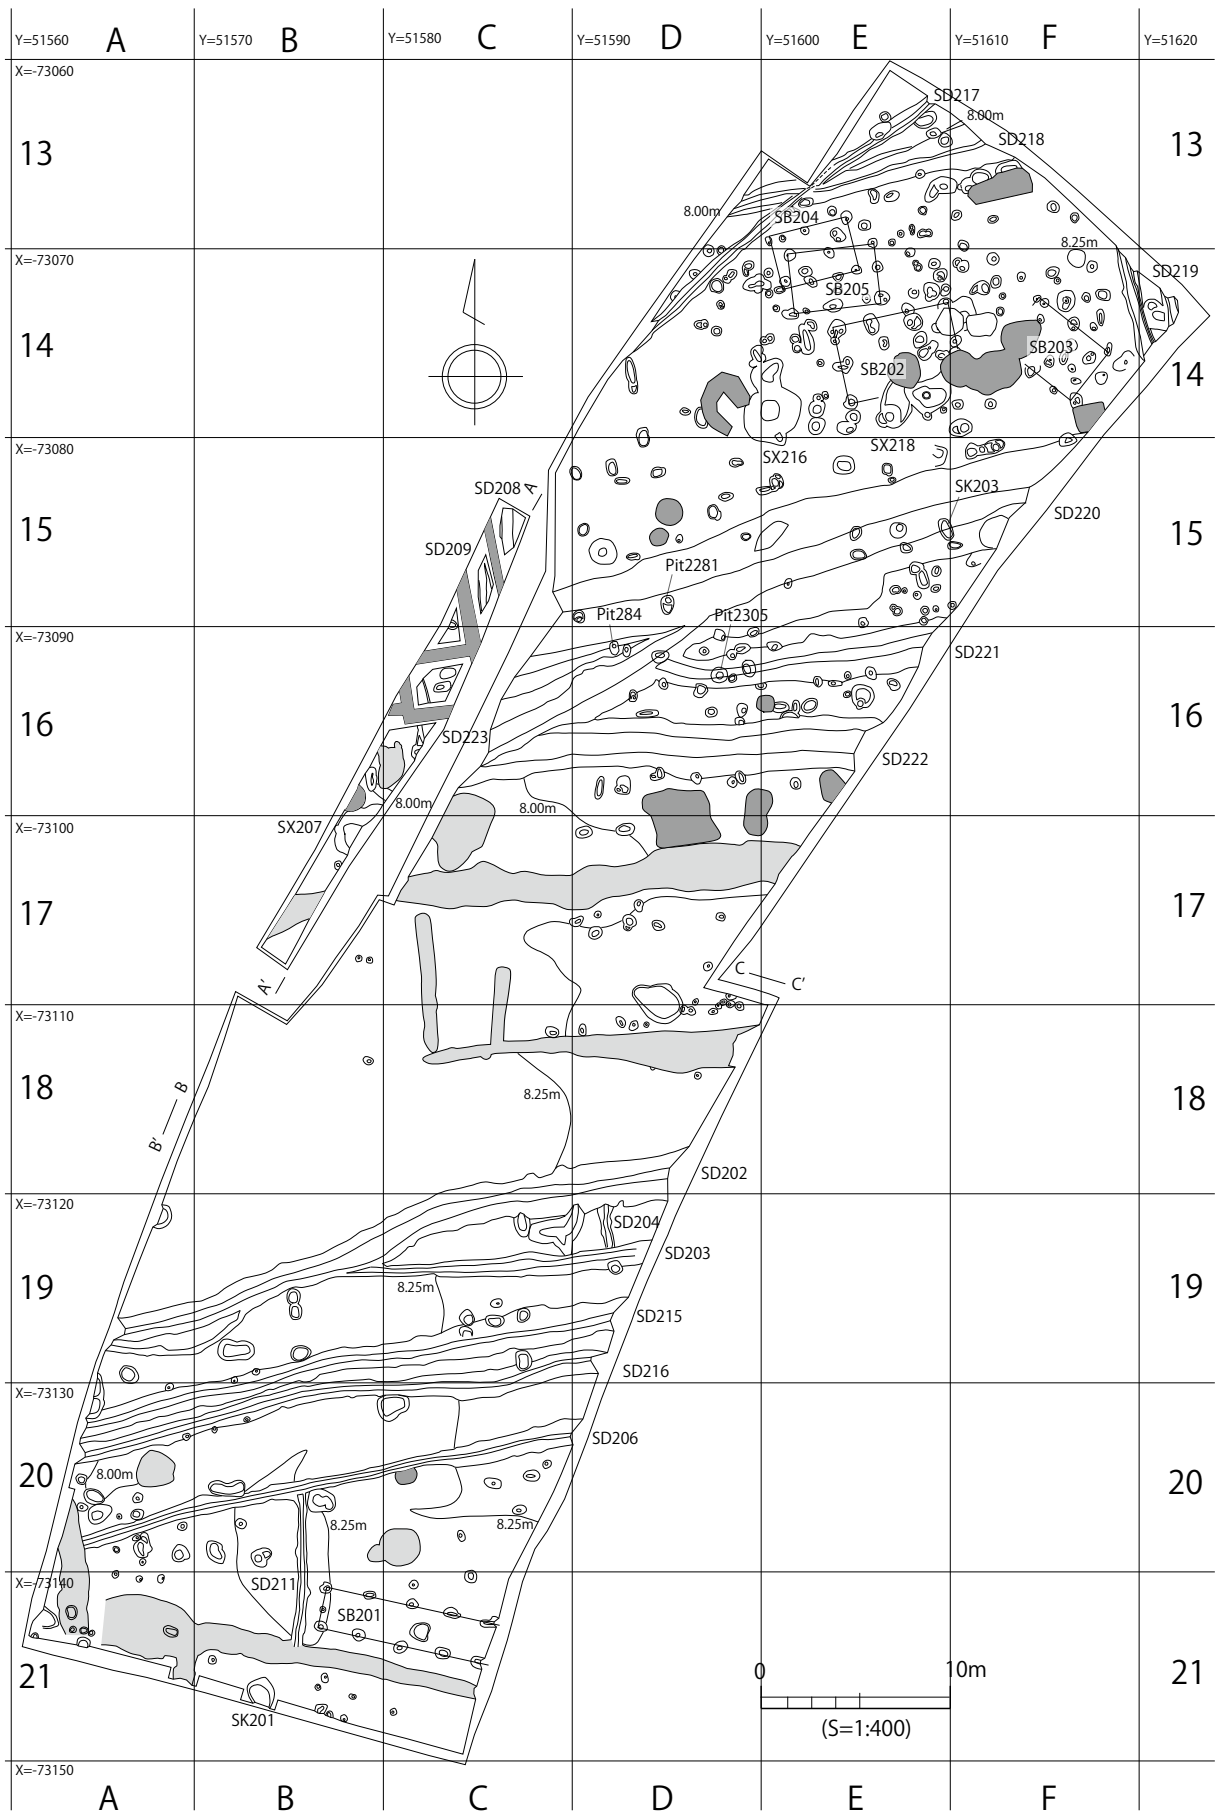 A B C D E F
Y=51560 Y=51570 Y=51580 Y=51590 Y=51600 Y=51610 Y=51620
X=-73060
SD217
8.00m
SD218
13 13
8.00m
SB204
8.25m
X=-73070
SD219
SB205
14 14
SB203
SB202
X=-73080
SX218
SX216
SD208
A
SK203
SD220
15 15
SD209
Pit2281
Pit284
Pit2305
X=-73090
SD221
16 16
SD223
SD222
8.00m
8.00m
X=-73100
SX207
17 17
C
C'
A'
X=-73110
18 18
B
8.25m
B'
SD202
X=-73120
SD204
SD203
19 19
8.25m
SD215
SD216
X=-73130
SD206
20 20
8.00m
8.25m
8.25m
X=-73140
SD211
SB201
0 10m
21 21
SK201
(S=1:400)
X=-73150
A B C D E F